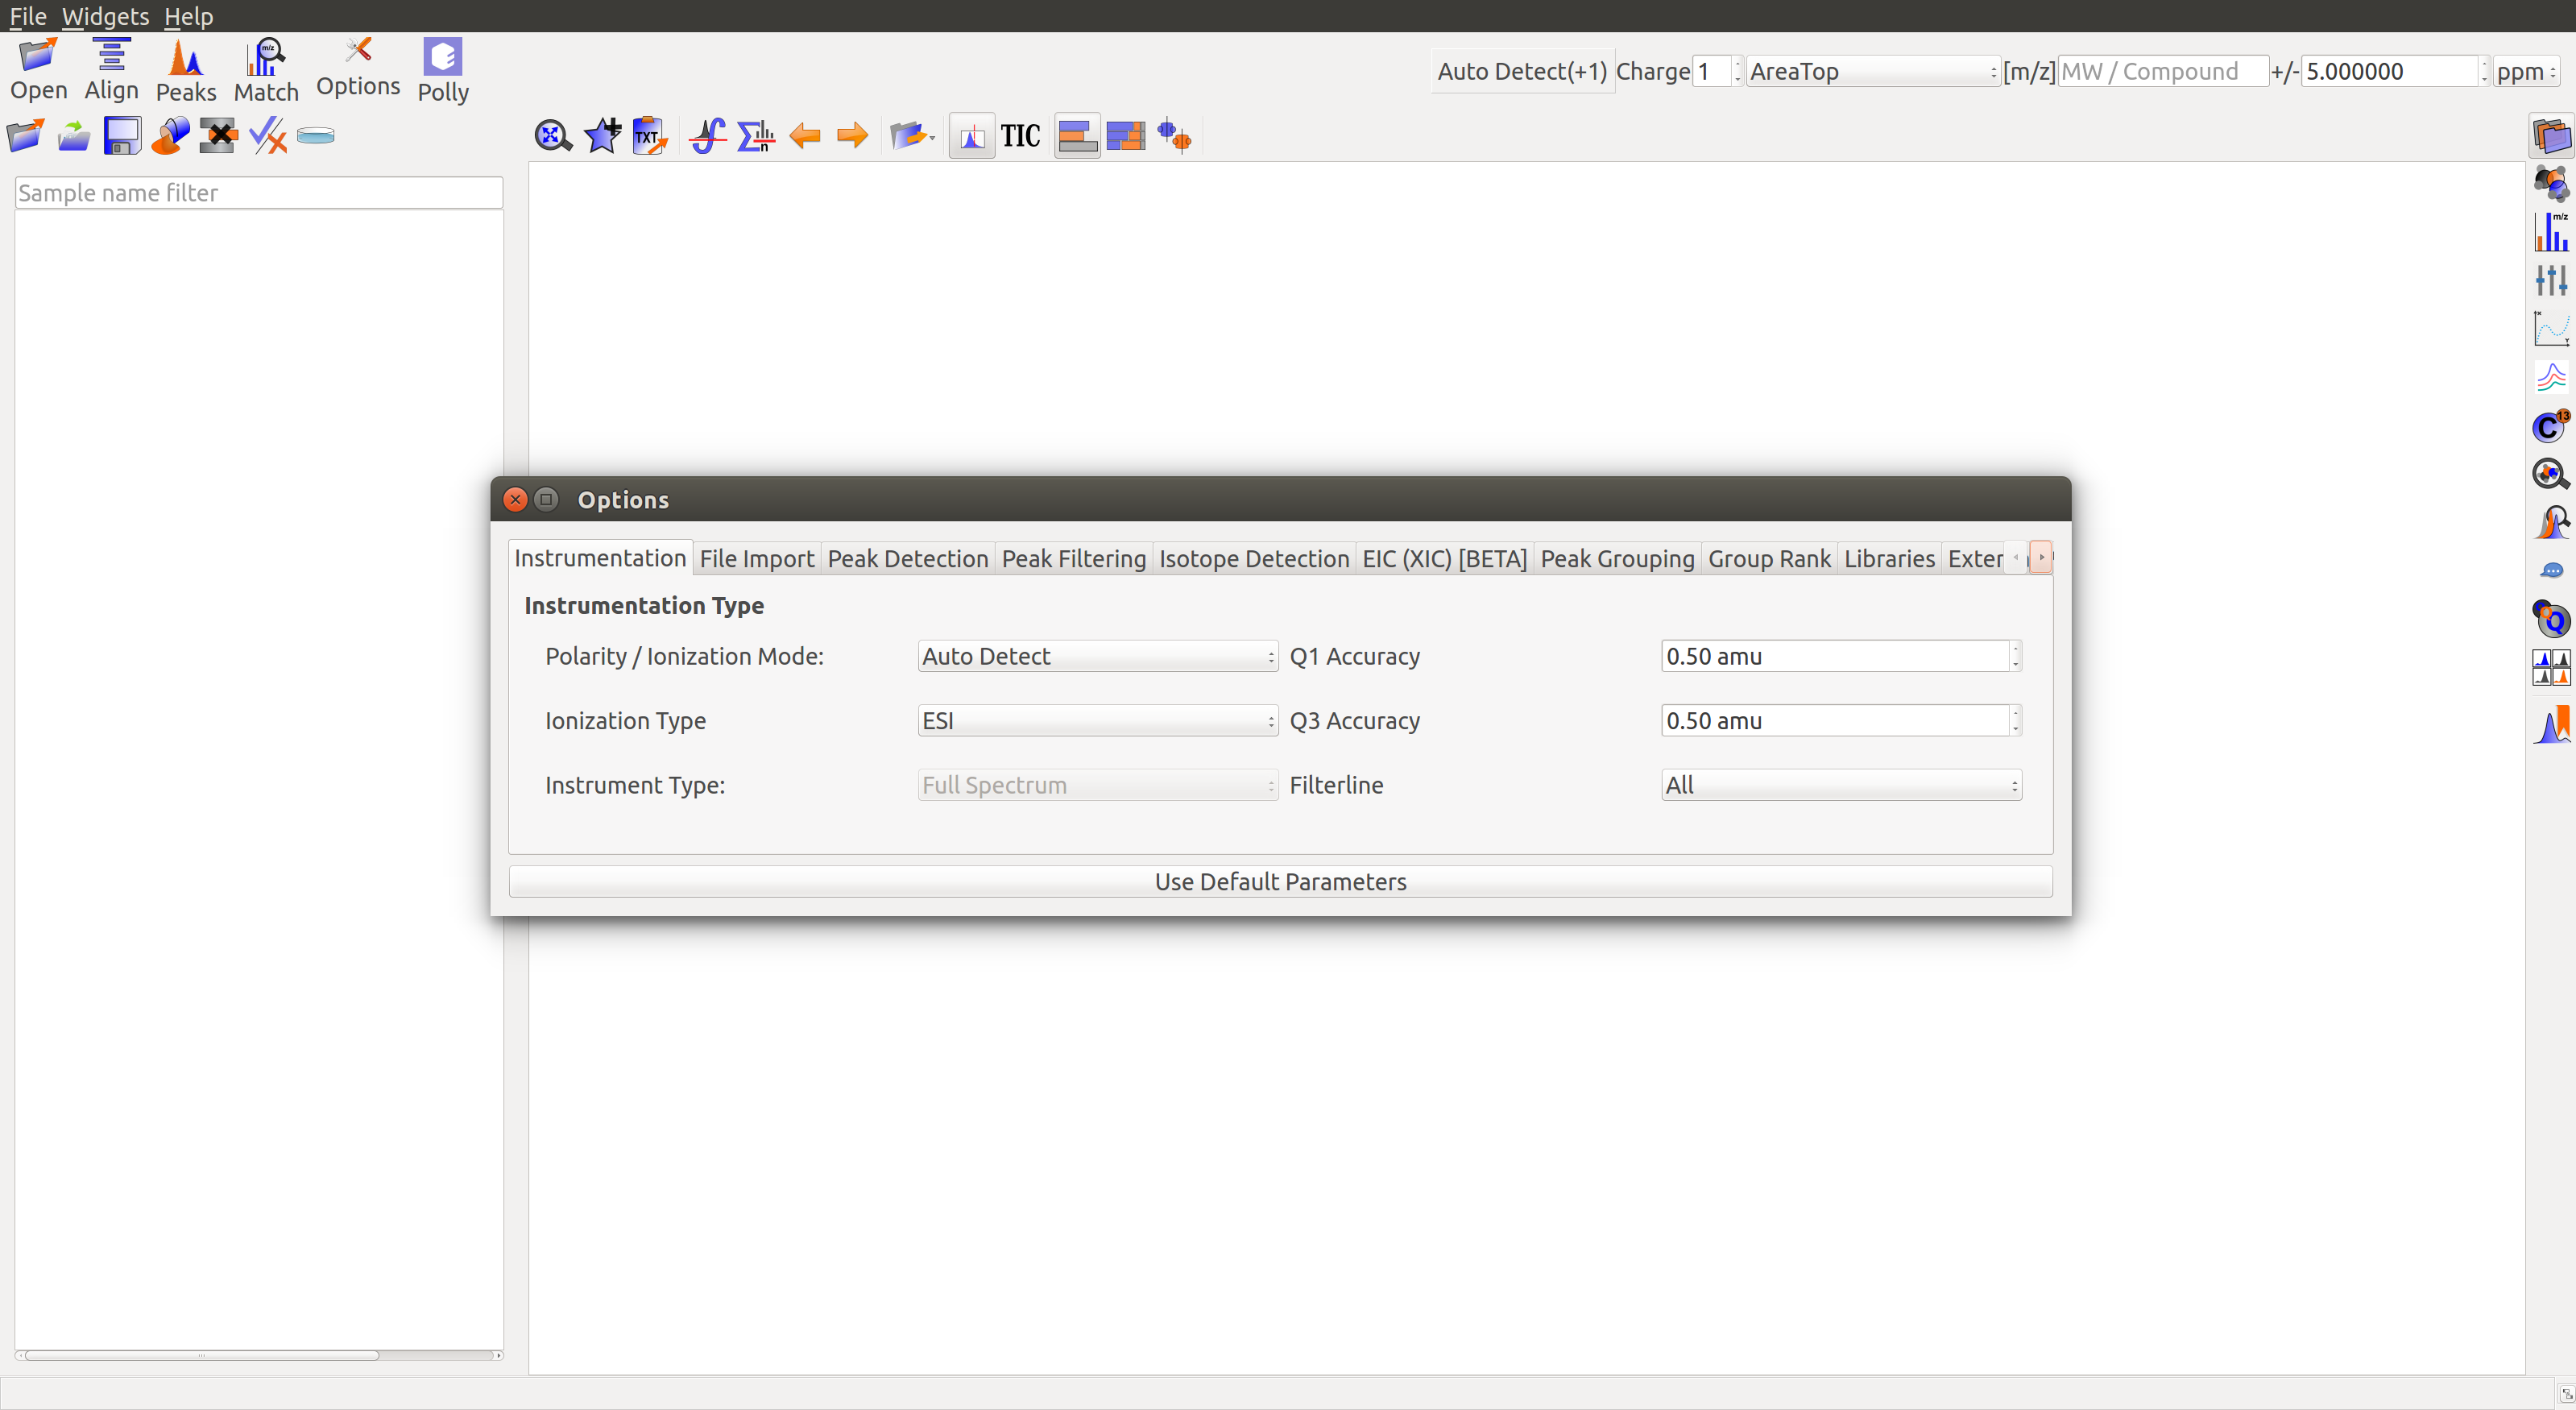 File Widgets Help
Open Align Peaks Match Options Polly
Auto Detect(+1) Charge 1 AreaTop [m/z] MW / Compound +/- 5.000000 ppm
TXT n TIC
Sample name filter
m/z
X
Y
C 13
Q
Options
Instrumentation File Import Peak Detection Peak Filtering Isotope Detection EIC (XIC) [BETA] Peak Grouping Group Rank Libraries Exter
Instrumentation Type
Polarity / Ionization Mode: Auto Detect Q1 Accuracy 0.50 amu
Ionization Type ESI Q3 Accuracy 0.50 amu
Instrument Type: Full Spectrum Filterline All
Use Default Parameters